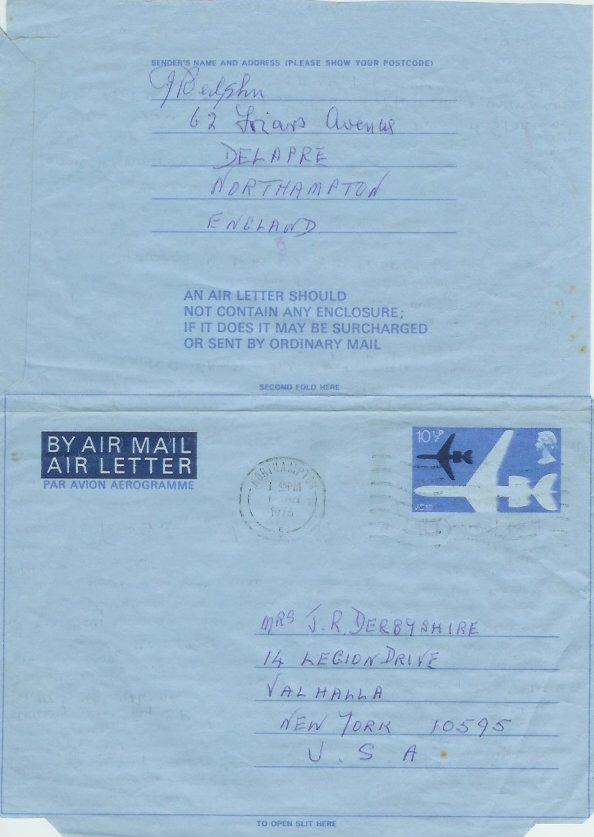 SENDER'S NAME AND ADDRESS (PLEASE SHOW YOUR POSTCODE)
62 Friars Avenue
DELAPRE
NORTHAMPTON
ENGLAND
AN AIR LETTER SHOULD
NOT CONTAIN ANY ENCLOSURE;
IF IT DOES IT MAY BE SURCHARGED
OR SENT BY ORDINARY MAIL
SECOND FOLD HERE
BY AIR MAIL
AIR LETTER
PAR AVION AEROGRAMME
NORTHAMPTON
1975
10½P
VC10
MRS J. R. DERBYSHIRE
14 LEGION DRIVE
VALHALLA
NEW YORK 10595
U. S. A
TO OPEN SLIT HERE